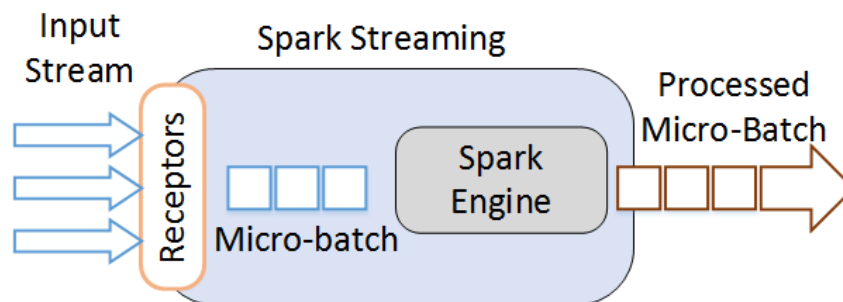 Input
Stream
Spark Streaming
Receptors
Micro-batch
Spark
Engine
Processed
Micro-Batch